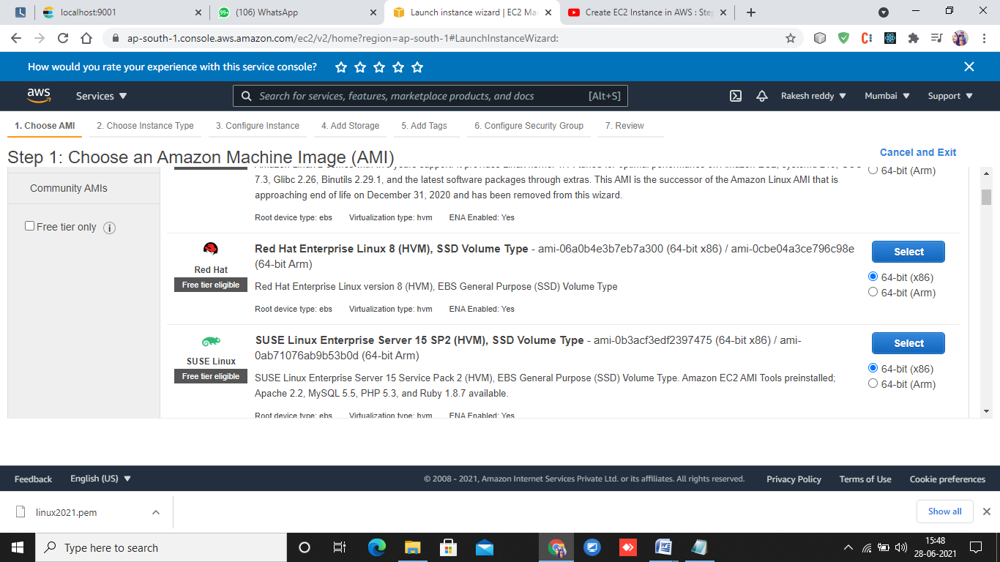 localhost:9001
(106) WhatsApp
Launch instance wizard | EC2 Ma
Create EC2 Instance in AWS : Ste
ap-south-1.console.aws.amazon.com/ec2/v2/home?region=ap-south-1#LaunchInstanceWizard:
How would you rate your experience with this service console?
aws Services Search for services, features, marketplace products, and docs [Alt+S] Rakesh reddy Mumbai Support
1. Choose AMI 2. Choose Instance Type 3. Configure Instance 4. Add Storage 5. Add Tags 6. Configure Security Group 7. Review
Step 1: Choose an Amazon Machine Image (AMI)
Cancel and Exit
Community AMIs
Free tier only
7.3, Glibc 2.26, Binutils 2.29.1, and the latest software packages through extras. This AMI is the successor of the Amazon Linux AMI that is
approaching end of life on December 31, 2020 and has been removed from this wizard.
Root device type: ebs Virtualization type: hvm ENA Enabled: Yes
64-bit (Arm)
Red Hat
Free tier eligible
Red Hat Enterprise Linux 8 (HVM), SSD Volume Type - ami-06a0b4e3b7eb7a300 (64-bit x86) / ami-0cbe04a3ce796c98e
(64-bit Arm)
Red Hat Enterprise Linux version 8 (HVM), EBS General Purpose (SSD) Volume Type
Root device type: ebs Virtualization type: hvm ENA Enabled: Yes
Select
64-bit (x86)
64-bit (Arm)
SUSE Linux
Free tier eligible
SUSE Linux Enterprise Server 15 SP2 (HVM), SSD Volume Type - ami-0b3acf3edf2397475 (64-bit x86) / ami-
0ab71076ab9b53b0d (64-bit Arm)
SUSE Linux Enterprise Server 15 Service Pack 2 (HVM), EBS General Purpose (SSD) Volume Type. Amazon EC2 AMI Tools preinstalled;
Apache 2.2, MySQL 5.5, PHP 5.3, and Ruby 1.8.7 available.
Root device type: ebs Virtualization type: hvm ENA Enabled: Yes
Select
64-bit (x86)
64-bit (Arm)
Feedback English (US) © 2008 - 2021, Amazon Internet Services Private Ltd. or its affiliates. All rights reserved. Privacy Policy Terms of Use Cookie preferences
linux2021.pem
Show all
Type here to search
15:48
28-06-2021